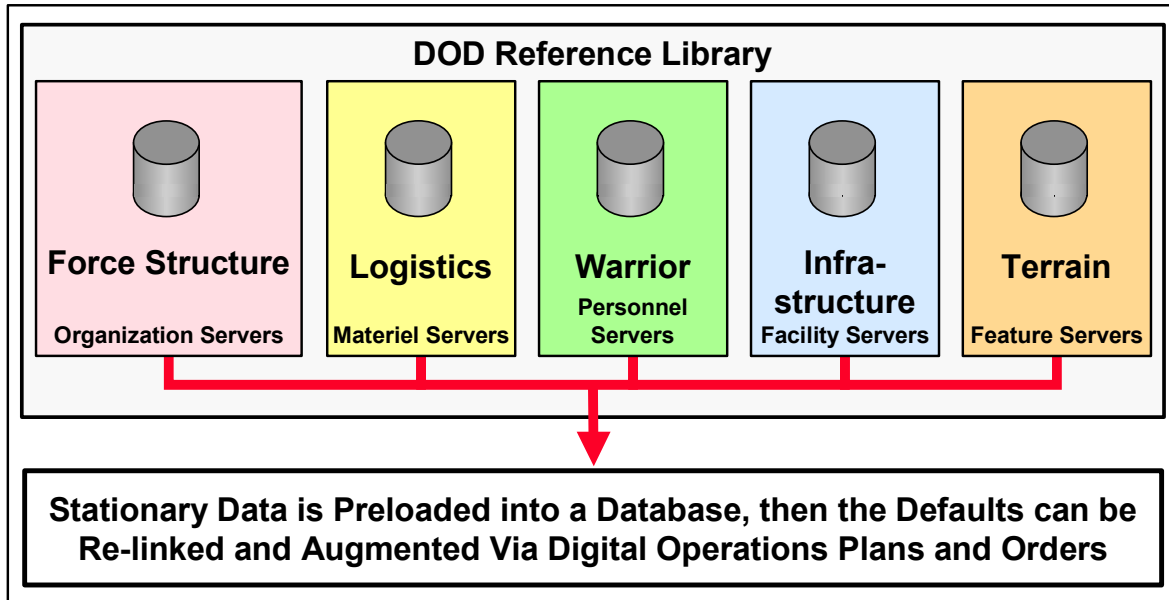 DOD Reference Library
Force Structure
Organization Servers
Logistics
Materiel Servers
Warrior
Personnel
Servers
Infra-
structure
Facility Servers
Terrain
Feature Servers
Stationary Data is Preloaded into a Database, then the Defaults can be
Re-linked and Augmented Via Digital Operations Plans and Orders